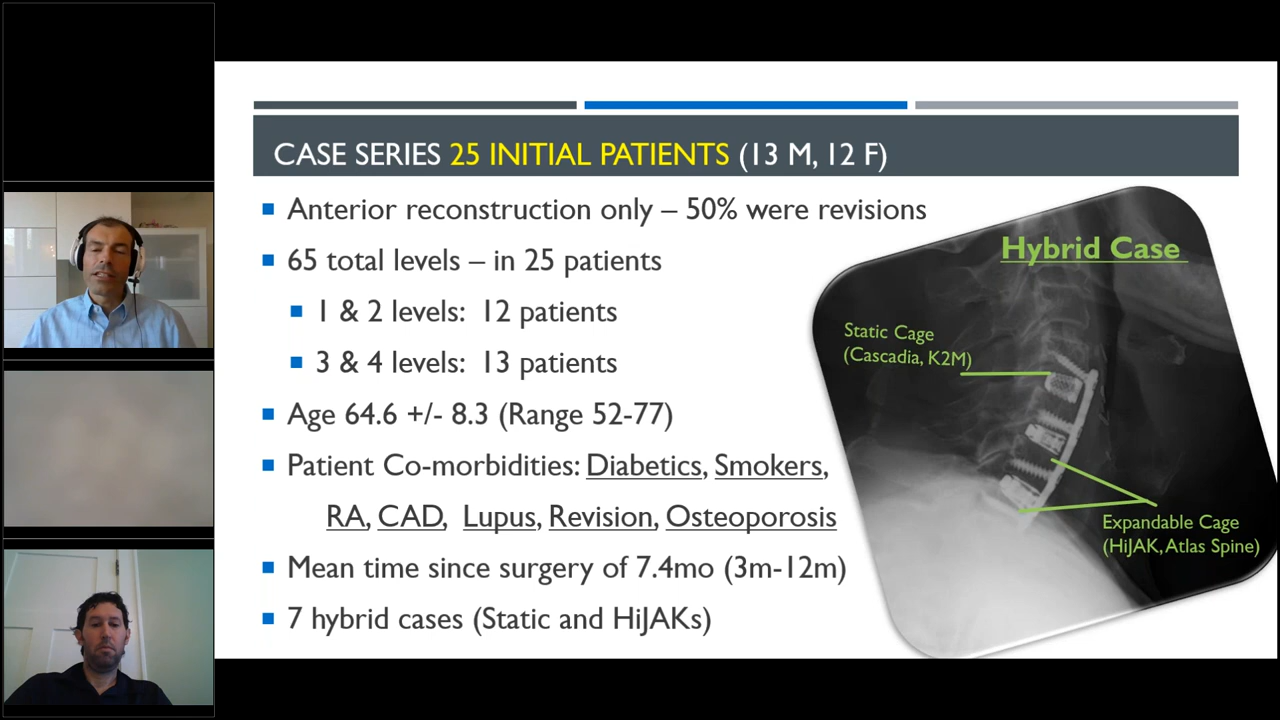 CASE SERIES 25 INITIAL PATIENTS (13 M, 12 F)
Anterior reconstruction only – 50% were revisions
65 total levels – in 25 patients
1 & 2 levels: 12 patients
3 & 4 levels: 13 patients
Age 64.6 +/- 8.3 (Range 52-77)
Patient Co-morbidities: Diabetics, Smokers,
RA, CAD, Lupus, Revision, Osteoporosis
Mean time since surgery of 7.4mo (3m-12m)
7 hybrid cases (Static and HiJAKs)
Hybrid Case
Static Cage
(Cascadia, K2M)
Expandable Cage
(HiJAK, Atlas Spine)